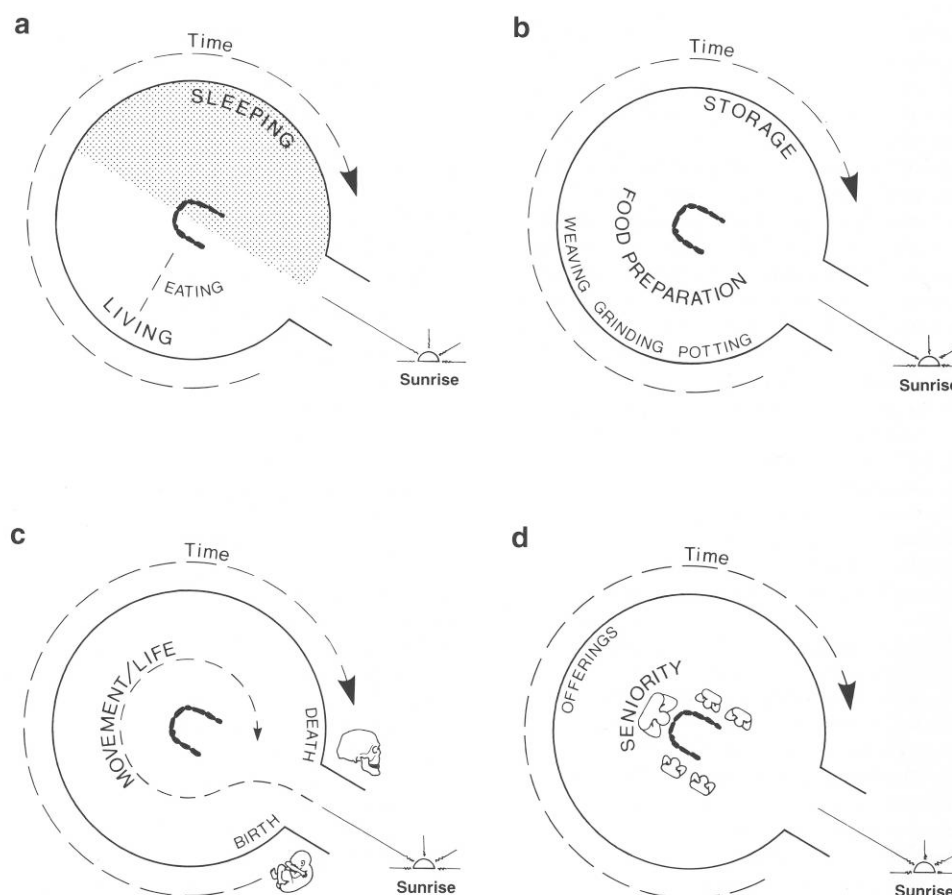 a
Time
SLEEPING
EATING
LIVING
Sunrise
b
Time
STORAGE
FOOD PREPARATION
WEAVING GRINDING POTTING
Sunrise
c
Time
MOVEMENT/LIFE
DEATH
BIRTH
Sunrise
d
Time
OFFERINGS
SENIORITY
Sunrise